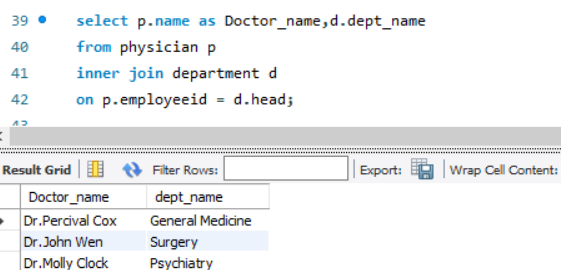 39 select p.name as Doctor_name,d.dept_name
40 from physician p
41 inner join department d
42 on p.employeeid = d.head;
43
Result Grid Filter Rows: Export: Wrap Cell Content:
Doctor_name dept_name
Dr.Percival Cox General Medicine
Dr.John Wen Surgery
Dr.Molly Clock Psychiatry